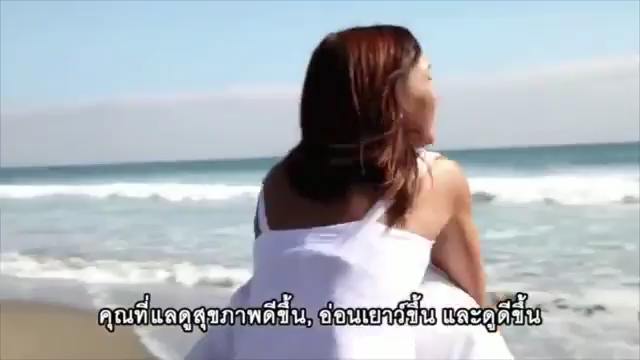 คุณที่แลดูสุขภาพดีขึ้น, อ่อนเยาว์ขึ้น และดูดีขึ้น